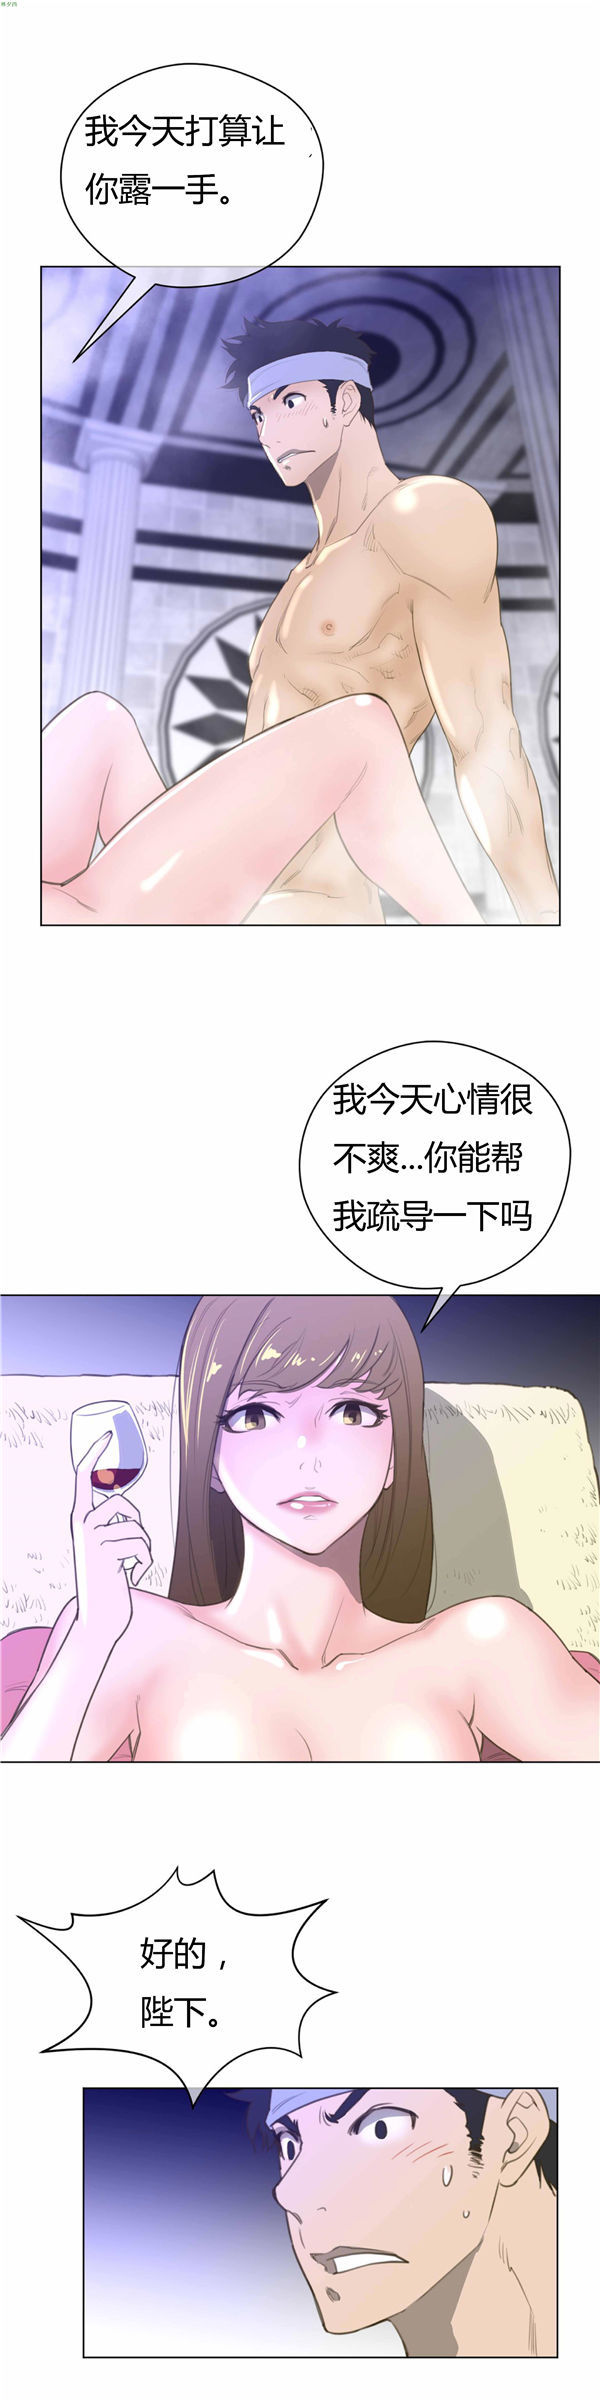 我今天打算让
你露一手。
我今天心情很
不爽...你能帮
我疏导一下吗
好的，
陛下。